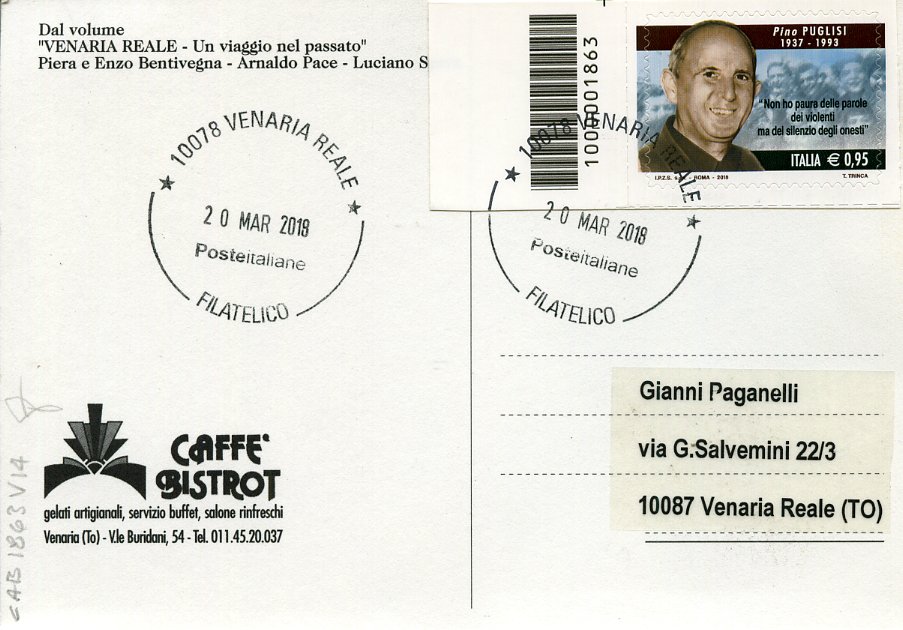 Dal volume
"VENARIA REALE - Un viaggio nel passato"
Piera e Enzo Bentivegna - Arnaldo Pace - Luciano
1000001863
Pino PUGLISI
1937 - 1993
"Non ho paura delle parole
dei violenti
ma del silenzio degli onesti"
ITALIA € 0,95
I.P.Z.S. - ROMA - 2018
T. TRINCA
10078 VENARIA REALE
20 MAR 2018
Posteitaliane
FILATELICO
10078 VENARIA REALE
20 MAR 2018
Posteitaliane
FILATELICO
Gianni Paganelli
via G.Salvemini 22/3
10087 Venaria Reale (TO)
CAFFE'
BISTROT
gelati artigianali, servizio buffet, salone rinfreschi
Venaria (To) - V.le Buridani, 54 - Tel. 011.45.20.037
CAB 1863 V14